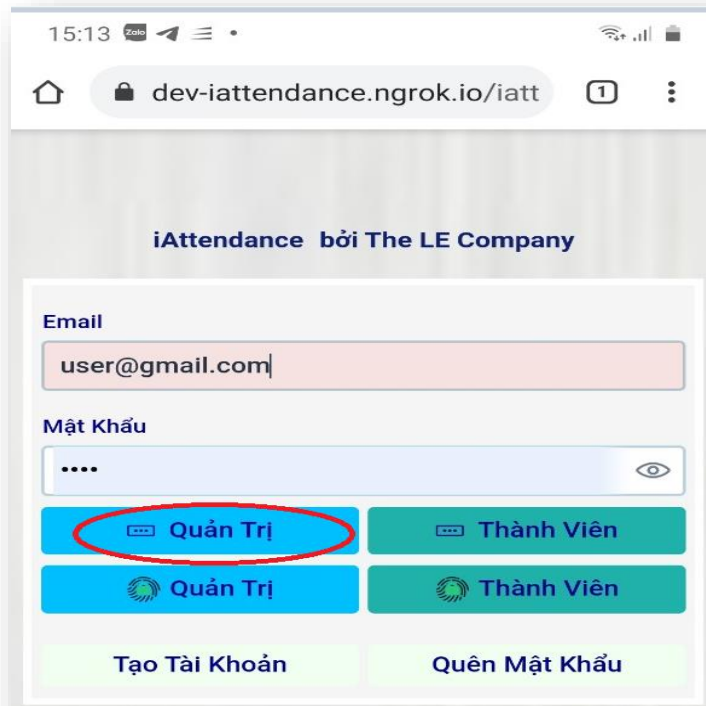 15:13 Zalo
dev-iattendance.ngrok.io/iatt 1
iAttendance bởi The LE Company
Email
user@gmail.com
Mật Khẩu
••••
Quản Trị Thành Viên
Quản Trị Thành Viên
Tạo Tài Khoản Quên Mật Khẩu